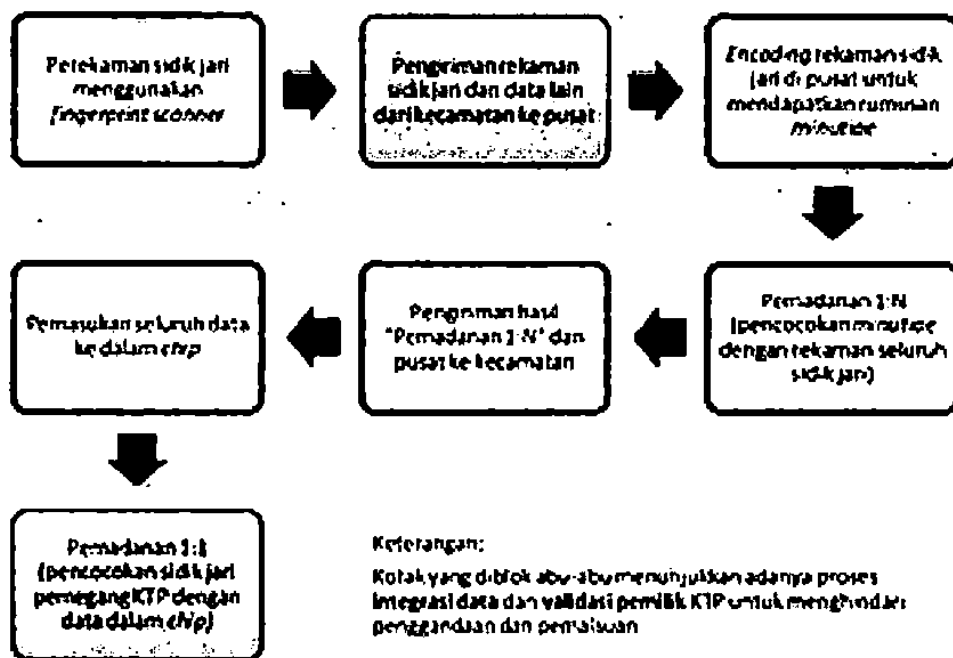 Perekaman sidik jari
menggunakan
fingerprint scanner
Pengiriman rekaman
sidik jari dan data lain
dari kecamatan ke pusat
Encoding rekaman sidik
jari di pusat untuk
mendapatkan rumusan
minutiae
Pemadanan 1:N
(pencocokan minutiae
dengan rekaman seluruh
sidik jari)
Pengiriman hasil
"Pemadanan 1:N" dari
pusat ke kecamatan
Pemasukan seluruh data
ke dalam chip
Pemadanan 1:1
(pencocokan sidik jari
pemegang KTP dengan
data dalam chip)
Keterangan:
Kotak yang diblok abu-abu menunjukkan adanya proses
integrasi data dan validasi pemilik KTP untuk menghindari
penggandaan dan pemalsuan